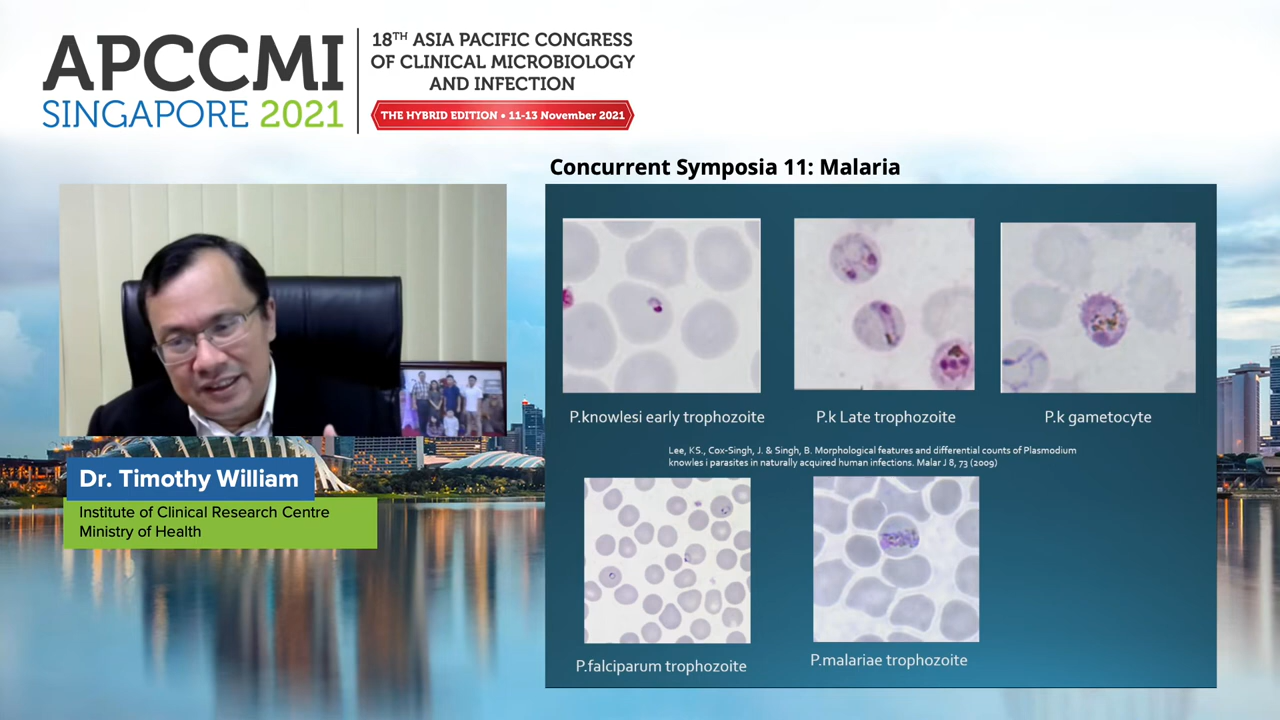 APCCMI
SINGAPORE 2021
18TH ASIA PACIFIC CONGRESS
OF CLINICAL MICROBIOLOGY
AND INFECTION
THE HYBRID EDITION • 11-13 November 2021
Concurrent Symposia 11: Malaria
P.knowlesi early trophozoite
P.k Late trophozoite
P.k gametocyte
Lee, KS., Cox-Singh, J. & Singh, B. Morphological features and differential counts of Plasmodium
knowles i parasites in naturally acquired human infections. Malar J 8, 73 (2009)
P.falciparum trophozoite
P.malariae trophozoite
Dr. Timothy William
Institute of Clinical Research Centre
Ministry of Health